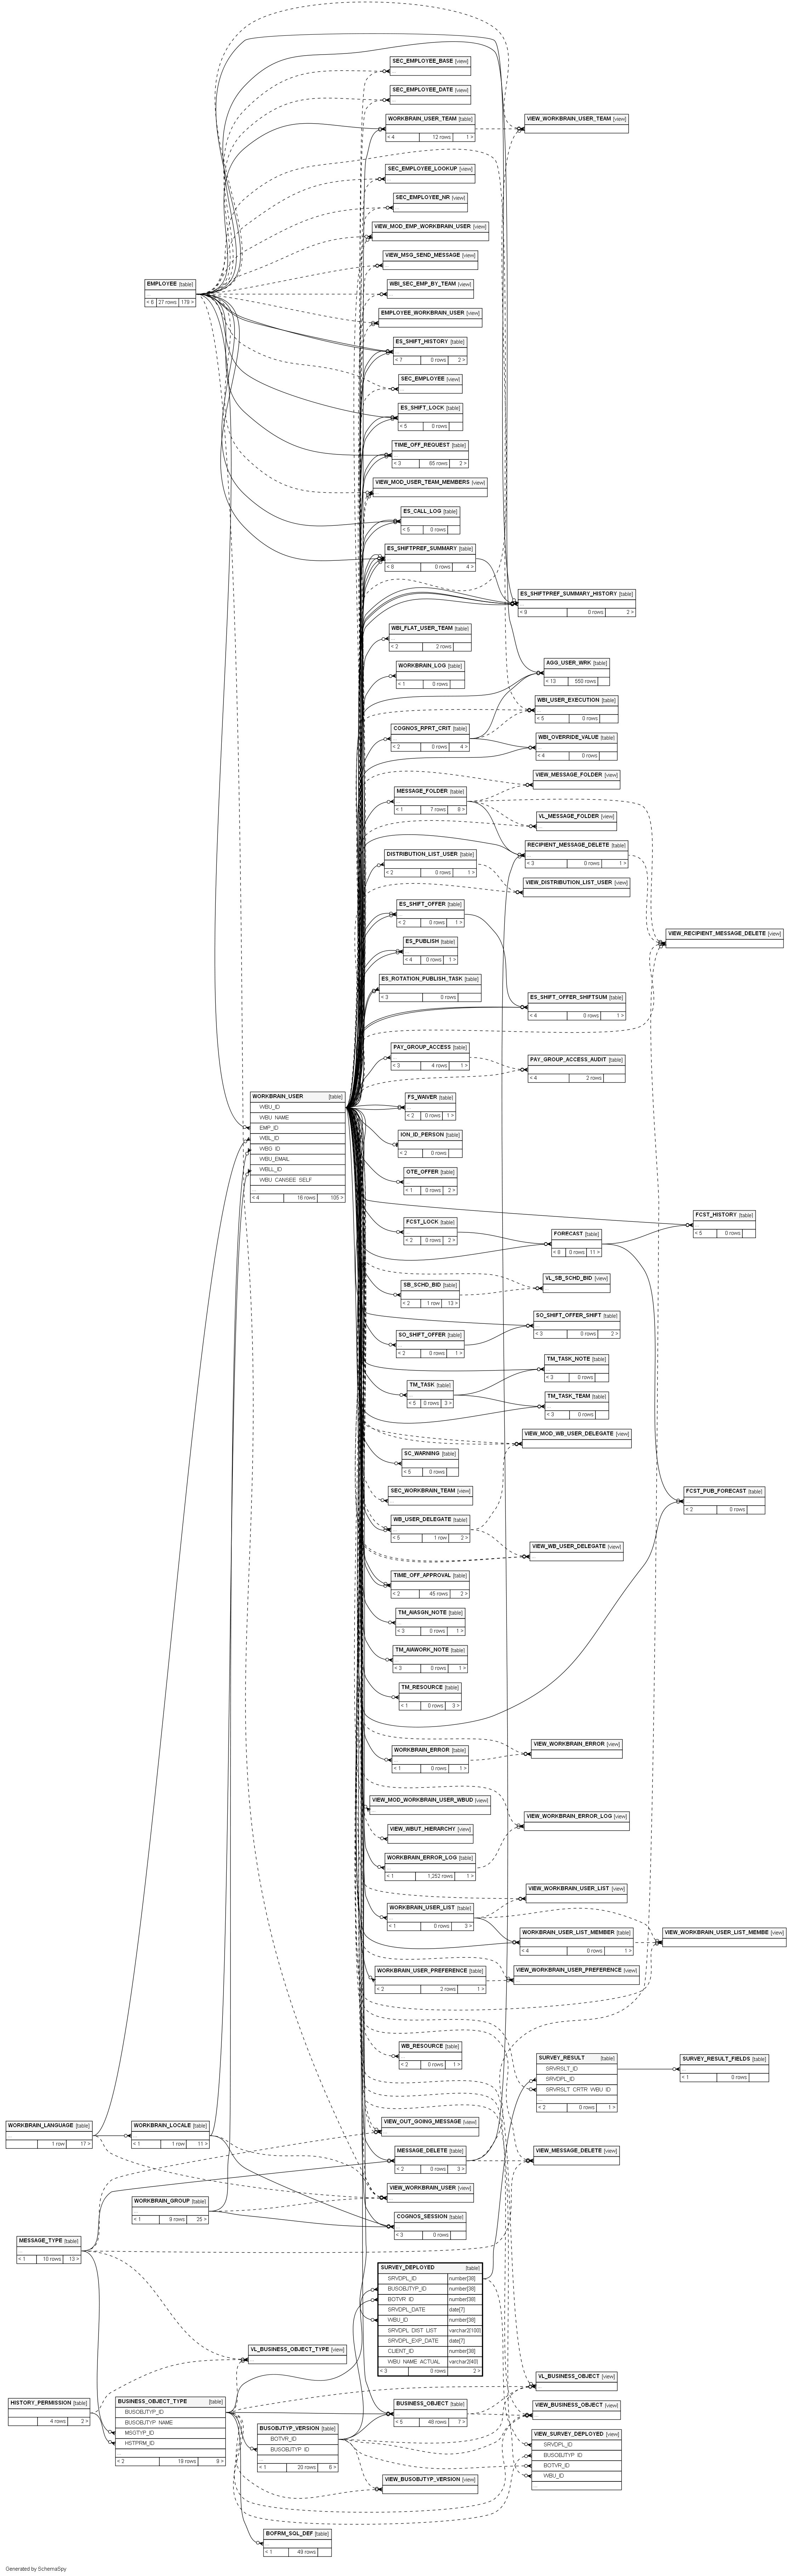 SEC_EMPLOYEE_BASE [view]
...
SEC_EMPLOYEE_DATE [view]
...
WORKBRAIN_USER_TEAM [table]
...
< 4 12 rows 1 >
VIEW_WORKBRAIN_USER_TEAM [view]
...
SEC_EMPLOYEE_LOOKUP [view]
...
SEC_EMPLOYEE_NR [view]
...
VIEW_MOD_EMP_WORKBRAIN_USER [view]
...
VIEW_MSG_SEND_MESSAGE [view]
...
EMPLOYEE [table]
...
< 6 27 rows 179 >
WBI_SEC_EMP_BY_TEAM [view]
...
EMPLOYEE_WORKBRAIN_USER [view]
...
ES_SHIFT_HISTORY [table]
...
< 7 0 rows 2 >
SEC_EMPLOYEE [view]
...
ES_SHIFT_LOCK [table]
...
< 5 0 rows
TIME_OFF_REQUEST [table]
...
< 3 65 rows 2 >
VIEW_MOD_USER_TEAM_MEMBERS [view]
...
ES_CALL_LOG [table]
...
< 5 0 rows
ES_SHIFTPREF_SUMMARY [table]
...
< 8 0 rows 4 >
ES_SHIFTPREF_SUMMARY_HISTORY [table]
...
< 9 0 rows 2 >
WBI_FLAT_USER_TEAM [table]
...
< 2 2 rows
WORKBRAIN_LOG [table]
...
< 1 0 rows
AGG_USER_WRK [table]
...
< 13 550 rows
WBI_USER_EXECUTION [table]
...
< 5 0 rows
COGNOS_RPRT_CRIT [table]
...
< 2 0 rows 4 >
WBI_OVERRIDE_VALUE [table]
...
< 4 0 rows
VIEW_MESSAGE_FOLDER [view]
...
MESSAGE_FOLDER [table]
...
< 1 7 rows 8 >
VL_MESSAGE_FOLDER [view]
...
RECIPIENT_MESSAGE_DELETE [table]
...
< 3 0 rows 1 >
DISTRIBUTION_LIST_USER [table]
...
< 2 0 rows 1 >
VIEW_DISTRIBUTION_LIST_USER [view]
...
ES_SHIFT_OFFER [table]
...
< 2 0 rows 1 >
VIEW_RECIPIENT_MESSAGE_DELETE [view]
...
ES_PUBLISH [table]
...
< 4 0 rows 1 >
ES_ROTATION_PUBLISH_TASK [table]
...
< 3 0 rows
ES_SHIFT_OFFER_SHIFTSUM [table]
...
< 4 0 rows 1 >
PAY_GROUP_ACCESS [table]
...
< 3 4 rows 1 >
PAY_GROUP_ACCESS_AUDIT [table]
...
< 4 2 rows
WORKBRAIN_USER [table]
WBU_ID
WBU_NAME
EMP_ID
WBL_ID
WBG_ID
WBU_EMAIL
WBLL_ID
WBU_CANSEE_SELF
...
< 4 16 rows 105 >
FS_WAIVER [table]
...
< 2 0 rows 1 >
ION_ID_PERSON [table]
...
< 2 0 rows
OTE_OFFER [table]
...
< 1 0 rows 2 >
FCST_LOCK [table]
...
< 2 0 rows 2 >
FCST_HISTORY [table]
...
< 5 0 rows
FORECAST [table]
...
< 8 0 rows 11 >
VL_SB_SCHD_BID [view]
...
SB_SCHD_BID [table]
...
< 2 1 row 13 >
SO_SHIFT_OFFER_SHIFT [table]
...
< 3 0 rows 2 >
SO_SHIFT_OFFER [table]
...
< 2 0 rows 1 >
TM_TASK_NOTE [table]
...
< 3 0 rows
TM_TASK [table]
...
< 5 0 rows 3 >
TM_TASK_TEAM [table]
...
< 3 0 rows
VIEW_MOD_WB_USER_DELEGATE [view]
...
SC_WARNING [table]
...
< 5 0 rows
SEC_WORKBRAIN_TEAM [view]
...
FCST_PUB_FORECAST [table]
...
< 2 0 rows
WB_USER_DELEGATE [table]
...
< 5 1 row 2 >
VIEW_WB_USER_DELEGATE [view]
...
TIME_OFF_APPROVAL [table]
...
< 2 45 rows 2 >
TM_AIASGN_NOTE [table]
...
< 3 0 rows 1 >
TM_AIAWORK_NOTE [table]
...
< 3 0 rows 1 >
TM_RESOURCE [table]
...
< 1 0 rows 3 >
WORKBRAIN_ERROR [table]
...
< 1 0 rows 1 >
VIEW_WORKBRAIN_ERROR [view]
...
VIEW_MOD_WORKBRAIN_USER_WBUD [view]
...
VIEW_WORKBRAIN_ERROR_LOG [view]
...
VIEW_WBUT_HIERARCHY [view]
...
WORKBRAIN_ERROR_LOG [table]
...
< 1 1,252 rows 1 >
VIEW_WORKBRAIN_USER_LIST [view]
...
WORKBRAIN_USER_LIST [table]
...
< 1 0 rows 3 >
WORKBRAIN_USER_LIST_MEMBER [table]
...
< 4 0 rows 1 >
VIEW_WORKBRAIN_USER_LIST_MEMBE [view]
...
WORKBRAIN_USER_PREFERENCE [table]
...
< 2 2 rows 1 >
VIEW_WORKBRAIN_USER_PREFERENCE [view]
...
WB_RESOURCE [table]
...
< 2 0 rows 1 >
SURVEY_RESULT [table]
SRVRSLT_ID
SRVDPL_ID
SRVRSLT_CRTR_WBU_ID
...
< 2 0 rows 1 >
SURVEY_RESULT_FIELDS [table]
...
< 1 0 rows
WORKBRAIN_LANGUAGE [table]
...
1 row 17 >
WORKBRAIN_LOCALE [table]
...
< 1 1 row 11 >
VIEW_OUT_GOING_MESSAGE [view]
...
MESSAGE_DELETE [table]
...
< 2 0 rows 3 >
VIEW_MESSAGE_DELETE [view]
...
VIEW_WORKBRAIN_USER [view]
...
WORKBRAIN_GROUP [table]
...
< 1 9 rows 25 >
COGNOS_SESSION [table]
...
< 3 0 rows
MESSAGE_TYPE [table]
...
< 1 10 rows 13 >
SURVEY_DEPLOYED [table]
SRVDPL_ID number[38]
BUSOBJTYP_ID number[38]
BOTVR_ID number[38]
SRVDPL_DATE date[7]
WBU_ID number[38]
SRVDPL_DIST_LIST varchar2[100]
SRVDPL_EXP_DATE date[7]
CLIENT_ID number[38]
WBU_NAME_ACTUAL varchar2[40]
< 3 0 rows 2 >
VL_BUSINESS_OBJECT_TYPE [view]
...
VL_BUSINESS_OBJECT [view]
...
HISTORY_PERMISSION [table]
...
4 rows 2 >
BUSINESS_OBJECT_TYPE [table]
BUSOBJTYP_ID
BUSOBJTYP_NAME
MSGTYP_ID
HISTPRM_ID
...
< 2 19 rows 9 >
BUSINESS_OBJECT [table]
...
< 5 49 rows 7 >
VIEW_BUSINESS_OBJECT [view]
...
BUSOBJTYP_VERSION [table]
BOTVR_ID
BUSOBJTYP_ID
...
< 1 20 rows 6 >
VIEW_SURVEY_DEPLOYED [view]
SRVDPL_ID
BUSOBJTYP_ID
BOTVR_ID
WBU_ID
...
VIEW_BUSOBJTYP_VERSION [view]
...
BOFRM_SQL_DEF [table]
...
< 1 49 rows
Generated by SchemaSpy